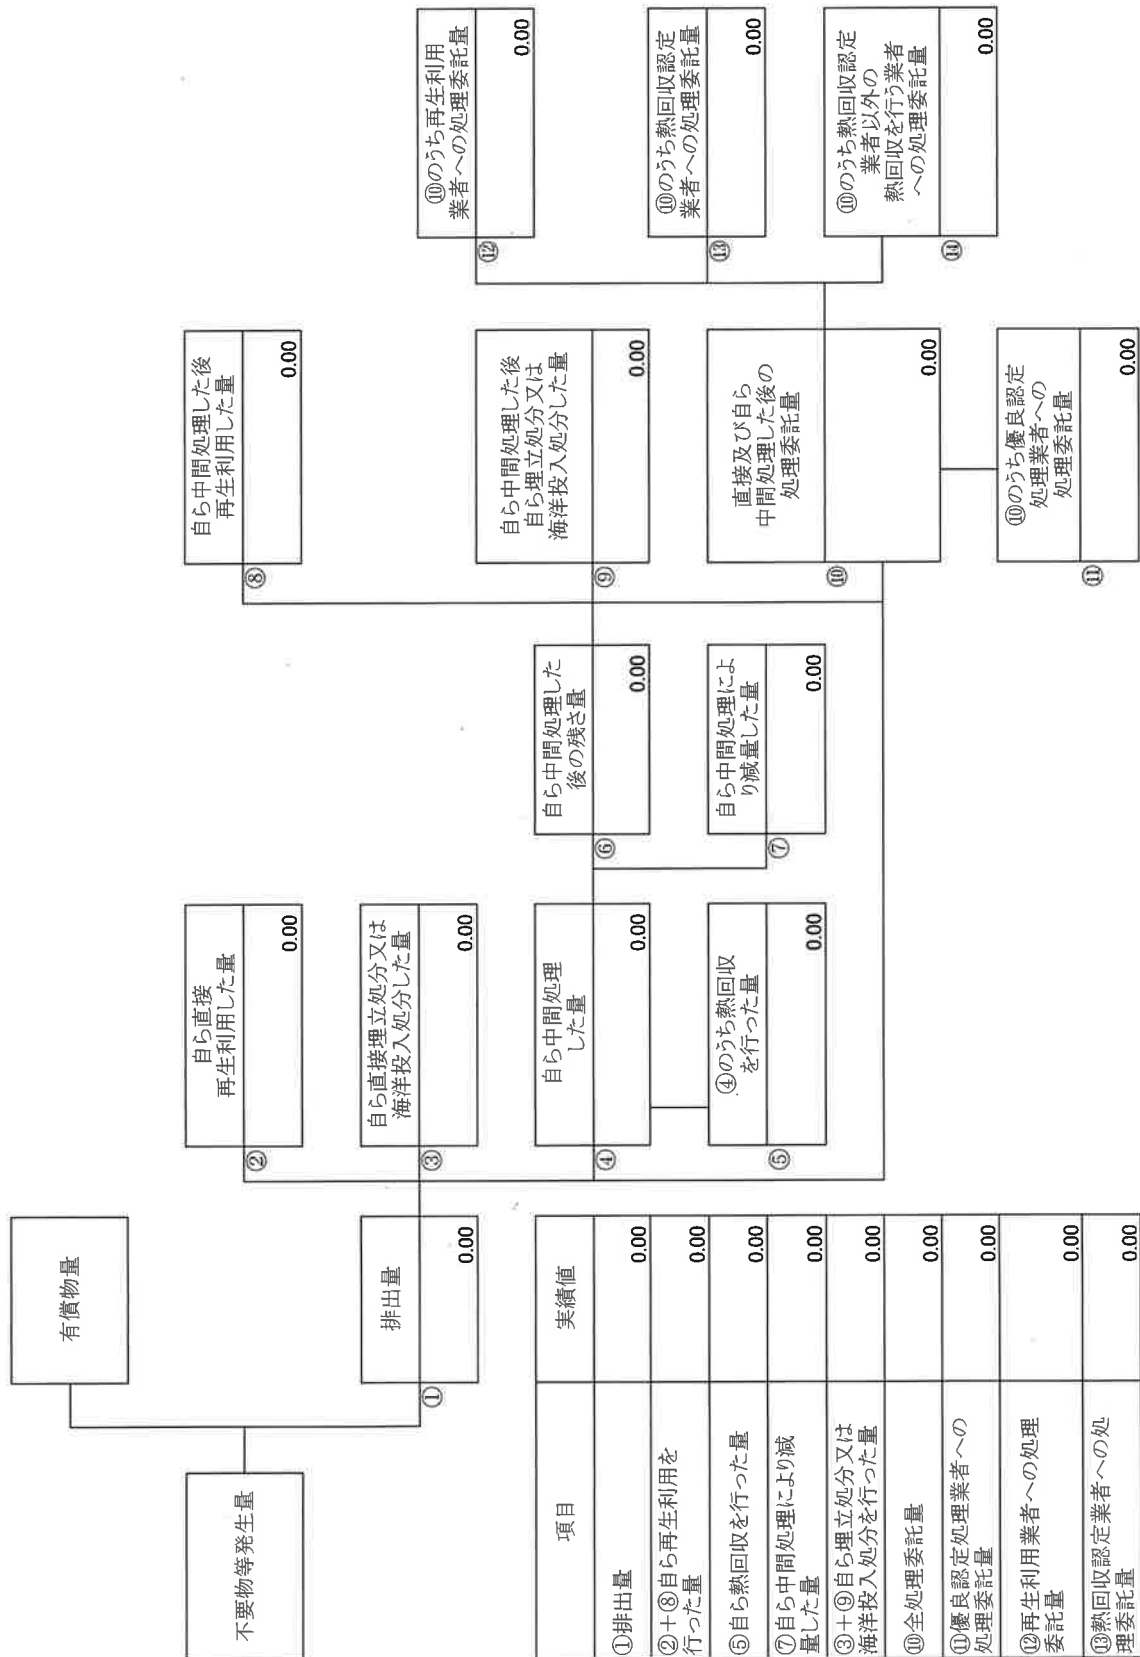 不要物等発生量
有償物量
①
排出量
0.00
②
自ら直接
再生利用した量
0.00
③
自ら直接埋立処分又は
海洋投入処分した量
0.00
④
自ら中間処理
した量
0.00
⑤
④のうち熱回収
を行った量
0.00
⑥
自ら中間処理した
後の残さ量
0.00
⑦
自ら中間処理によ
り減量した量
0.00
⑧
自ら中間処理した後
再生利用した量
0.00
⑨
自ら中間処理した後
自ら埋立処分又は
海洋投入処分した量
0.00
⑩
直接及び自ら
中間処理した後の
処理委託量
0.00
⑪
⑩のうち優良認定
処理業者への
処理委託量
0.00
⑫
⑩のうち再生利用
業者への処理委託量
0.00
⑬
⑩のうち熱回収認定
業者への処理委託量
0.00
⑭
⑩のうち熱回収認定
業者以外の
熱回収を行う業者
への処理委託量
0.00
項目
実績値
①排出量
0.00
②+⑧自ら再生利用を
行った量
0.00
⑤自ら熱回収を行った量
0.00
⑦自ら中間処理により減
量した量
0.00
③+⑨自ら埋立処分又は
海洋投入処分を行った量
0.00
⑩全処理委託量
0.00
⑪優良認定処理業者への
処理委託量
0.00
⑫再生利用業者への処理
委託量
0.00
⑬熱回収認定業者への処
理委託量
0.00